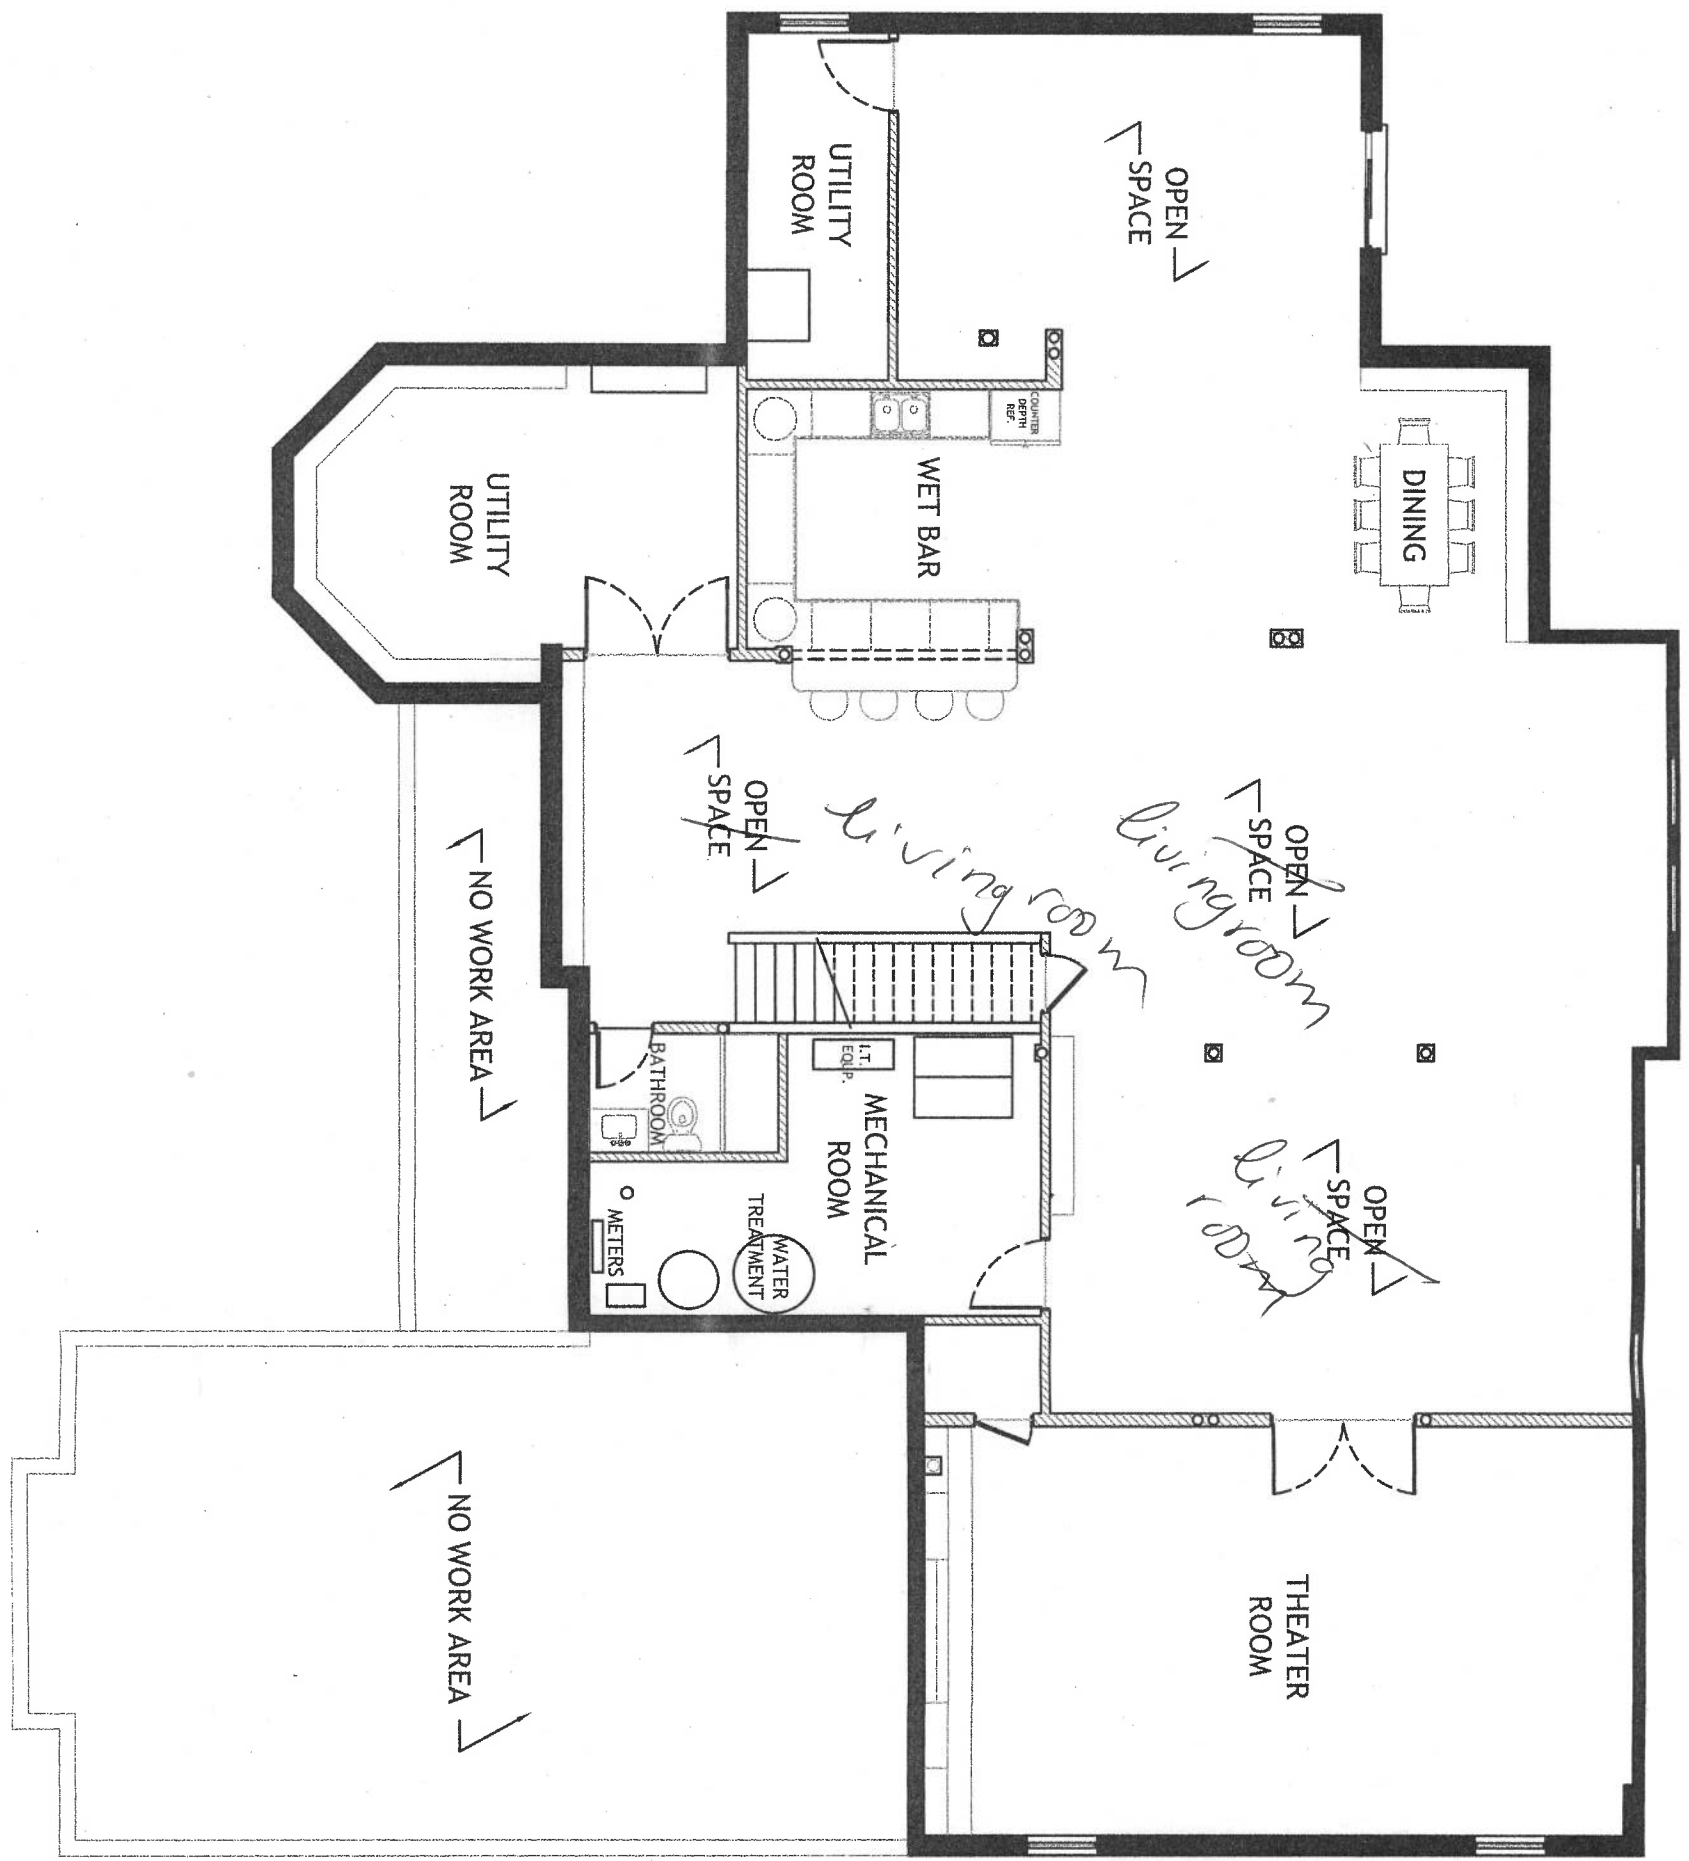 UTILITY
ROOM
OPEN
SPACE
COUNTER
DEPTH
REF.
WET BAR
DINING
UTILITY
ROOM
OPEN
SPACE
living room
OPEN
SPACE
living room
NO WORK AREA
BATHROOM
I.T.
EQUP.
MECHANICAL
ROOM
METERS
WATER
TREATMENT
OPEN
SPACE
living
room
NO WORK AREA
THEATER
ROOM